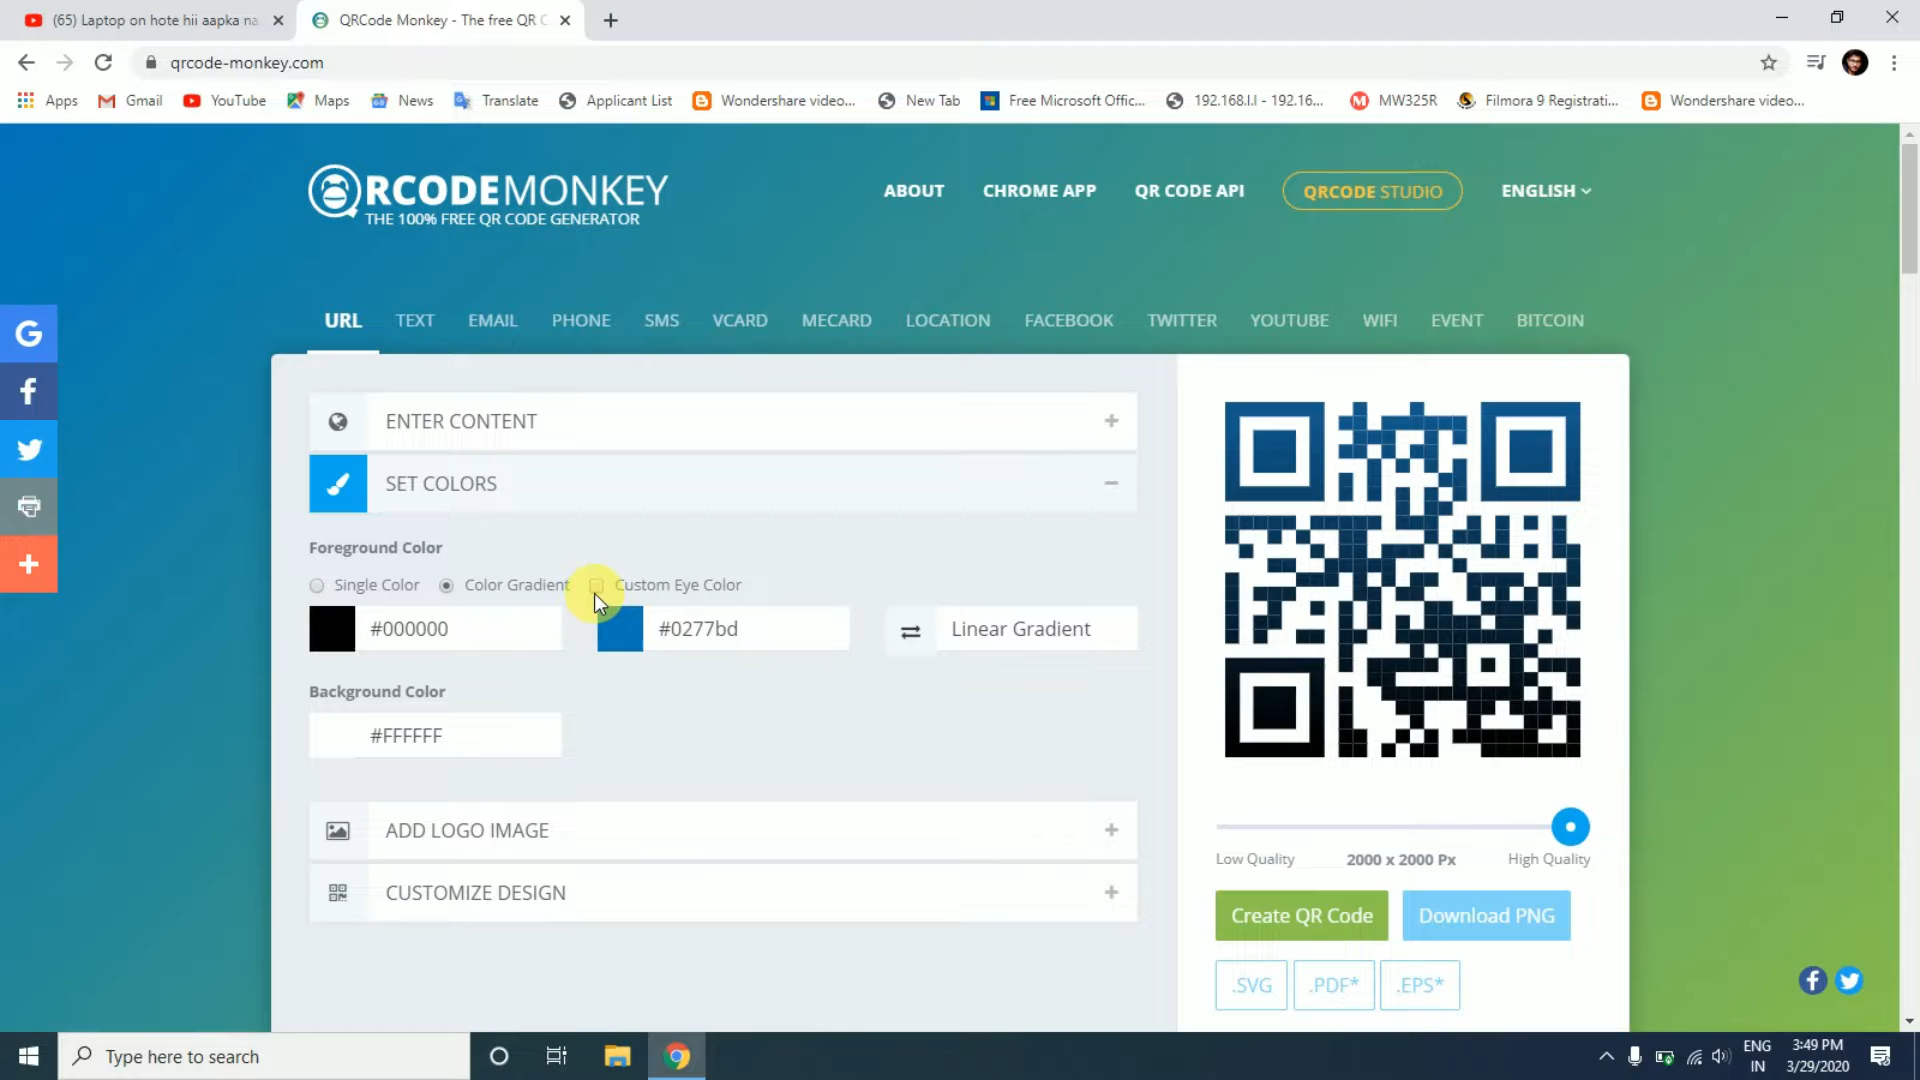 (65) Laptop on hote hii aapka na
QRCode Monkey - The free QR C
qrcode-monkey.com
Apps Gmail YouTube Maps News Translate Applicant List Wondershare video... New Tab Free Microsoft Offic... 192.168.l.l - 192.16... MW325R Filmora 9 Registrati... Wondershare video...
QRCODEMONKEY
THE 100% FREE QR CODE GENERATOR
ABOUT CHROME APP QR CODE API QRCODE STUDIO ENGLISH
URL TEXT EMAIL PHONE SMS VCARD MECARD LOCATION FACEBOOK TWITTER YOUTUBE WIFI EVENT BITCOIN
ENTER CONTENT
SET COLORS
Foreground Color
Single Color Color Gradient Custom Eye Color
#000000 #0277bd Linear Gradient
Background Color
#FFFFFF
ADD LOGO IMAGE
CUSTOMIZE DESIGN
Low Quality 2000 x 2000 Px High Quality
Create QR Code Download PNG
.SVG .PDF* .EPS*
Type here to search
ENG
IN
3:49 PM
3/29/2020